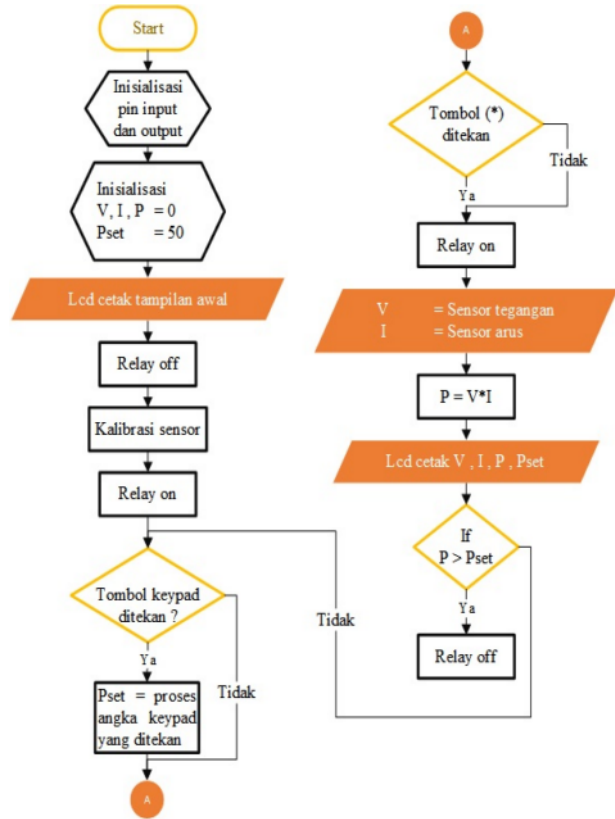 Start
Inisialisasi
pin input
dan output
Inisialisasi
V, I , P = 0
Pset = 50
Lcd cetak tampilan awal
Relay off
Kalibrasi sensor
Relay on
Tombol keypad
ditekan ?
Ya
Tidak
Pset = proses
angka keypad
yang ditekan
A
A
Tombol (*)
ditekan
Tidak
Ya
Relay on
V = Sensor tegangan
I = Sensor arus
P = V*I
Lcd cetak V , I , P , Pset
If
P > Pset
Tidak
Ya
Relay off